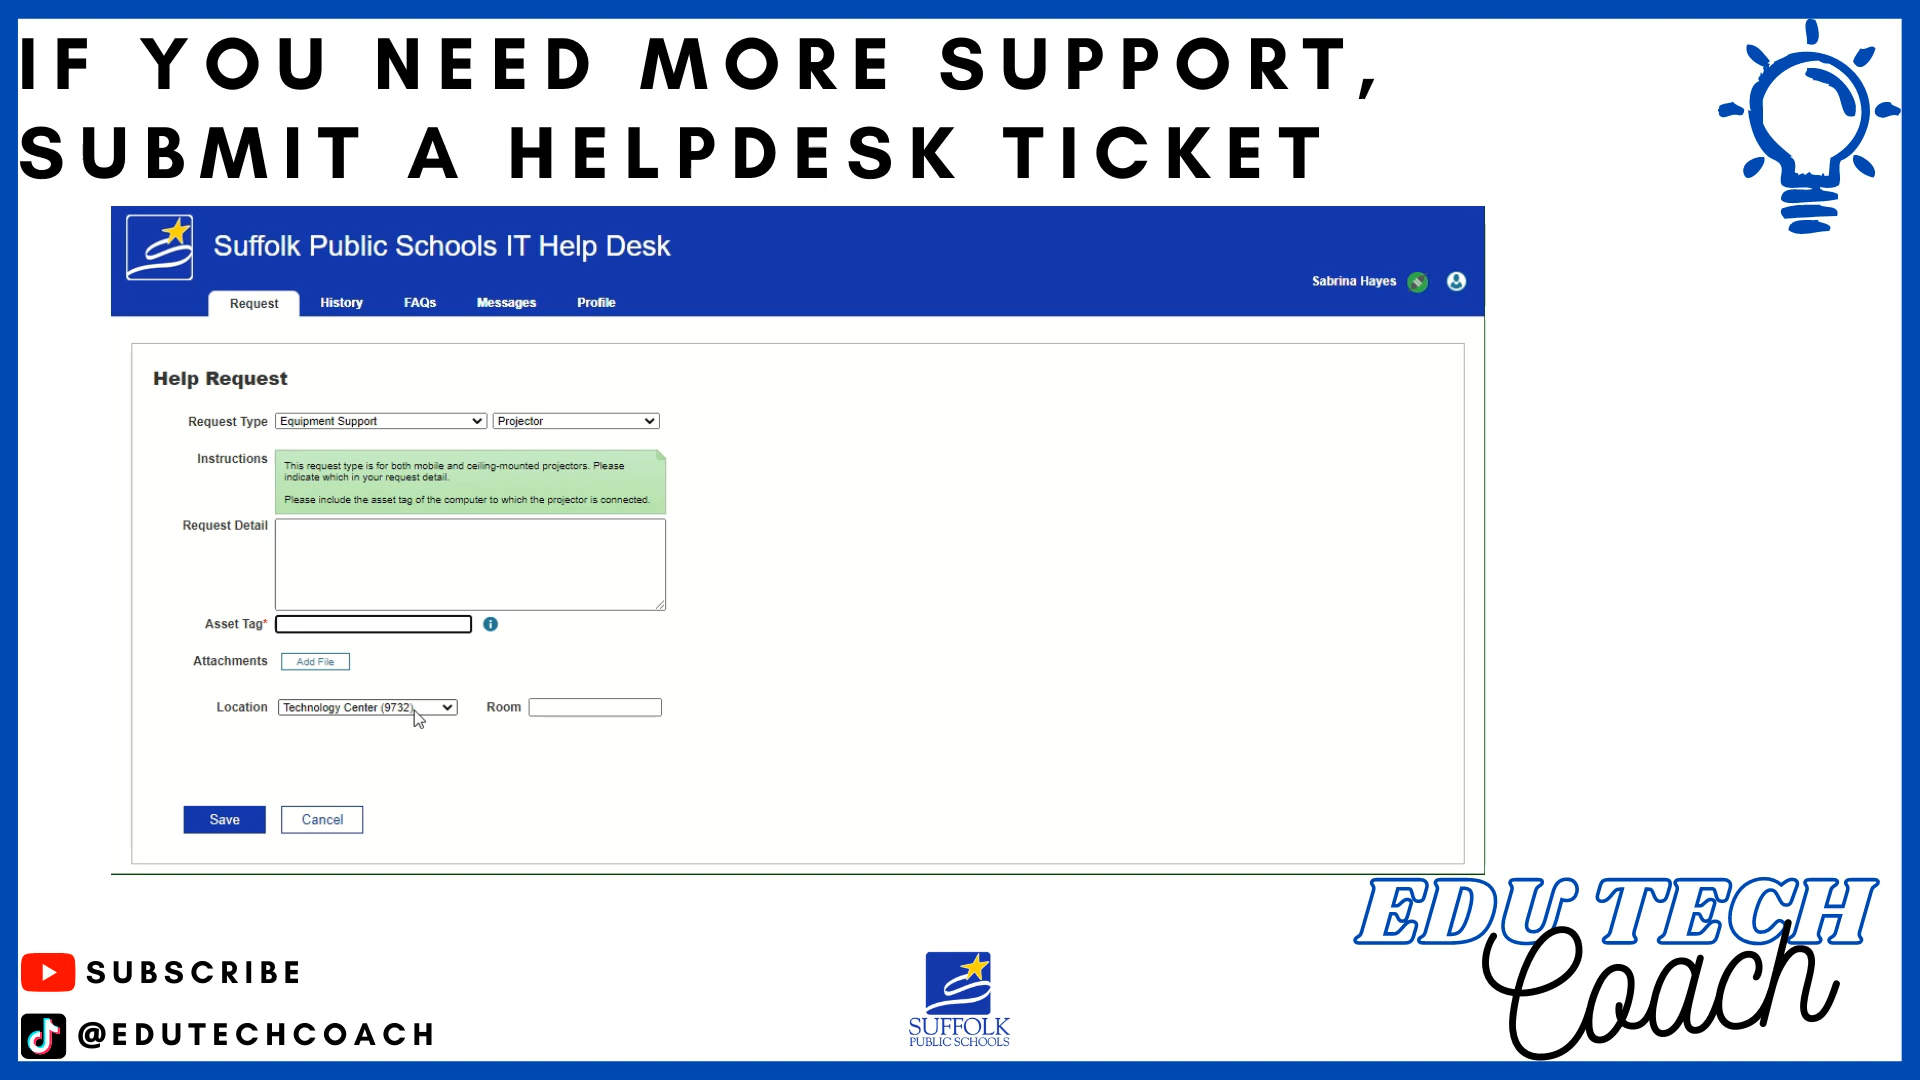 IF YOU NEED MORE SUPPORT,
SUBMIT A HELPDESK TICKET
Suffolk Public Schools IT Help Desk
Sabrina Hayes
Request History FAQs Messages Profile
Help Request
Request Type Equipment Support Projector
Instructions
This request type is for both mobile and ceiling-mounted projectors. Please
indicate which in your request detail.
Please include the asset tag of the computer to which the projector is connected.
Request Detail
Asset Tag*
Attachments Add File
Location Technology Center (9732) Room
Save Cancel
EDU TECH
Coach
SUBSCRIBE
@EDUTECHCOACH
SUFFOLK
PUBLIC SCHOOLS